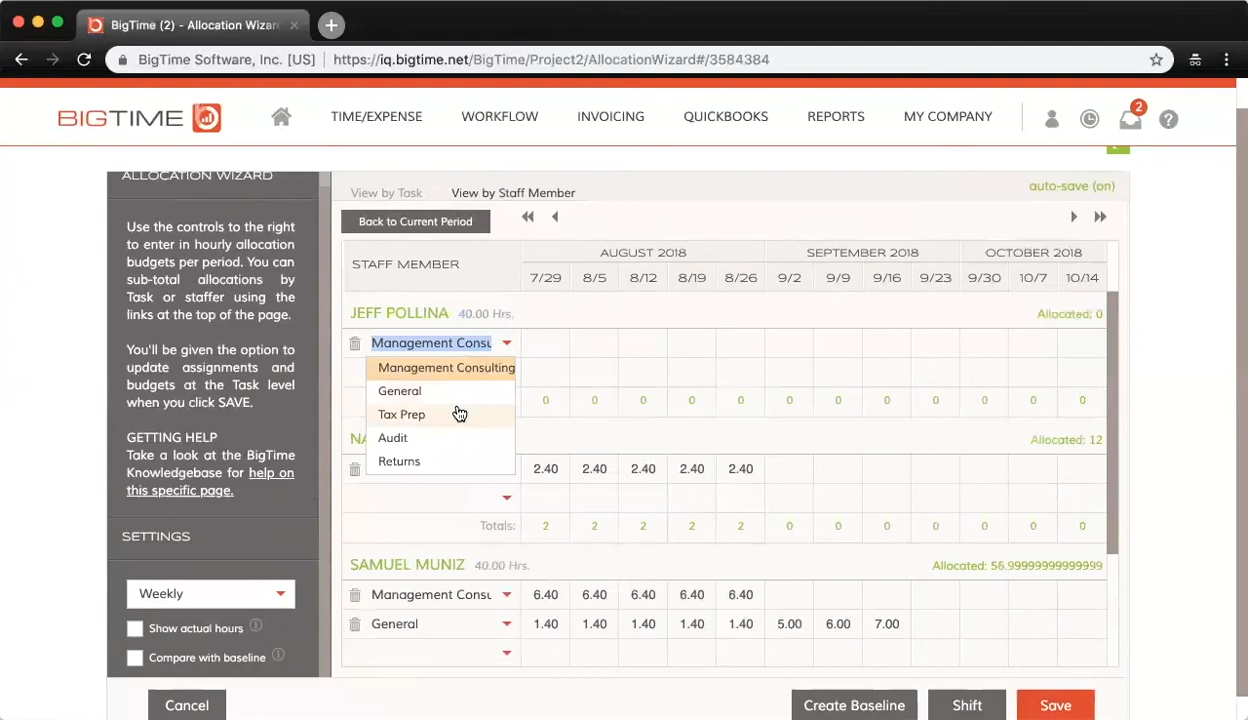 BigTime (2) - Allocation Wizar
BigTime Software, Inc. [US] https://iq.bigtime.net/BigTime/Project2/AllocationWizard#/3584384
BIGTIME TIME/EXPENSE WORKFLOW INVOICING QUICKBOOKS REPORTS MY COMPANY 2
ALLOCATION WIZARD
Use the controls to the right
to enter in hourly allocation
budgets per period. You can
sub-total allocations by
Task or staffer using the
links at the top of the page.
You'll be given the option to
update assignments and
budgets at the Task level
when you click SAVE.
GETTING HELP
Take a look at the BigTime
Knowledgebase for help on
this specific page.
SETTINGS
Weekly
Show actual hours
Compare with baseline
View by Task View by Staff Member auto-save (on)
Back to Current Period
STAFF MEMBER
AUGUST 2018 SEPTEMBER 2018 OCTOBER 2018
7/29 8/5 8/12 8/19 8/26 9/2 9/9 9/16 9/23 9/30 10/7 10/14
JEFF POLLINA 40.00 Hrs. Allocated: 0
Management Consu
Management Consulting
General
Tax Prep
Audit
Returns
0 0 0 0 0 0 0 0 0 0 0 0
NA Allocated: 12
2.40 2.40 2.40 2.40 2.40
Totals: 2 2 2 2 2 0 0 0 0 0 0 0
SAMUEL MUNIZ 40.00 Hrs. Allocated: 56.99999999999999
Management Consu 6.40 6.40 6.40 6.40 6.40
General 1.40 1.40 1.40 1.40 1.40 5.00 6.00 7.00
Cancel Create Baseline Shift Save